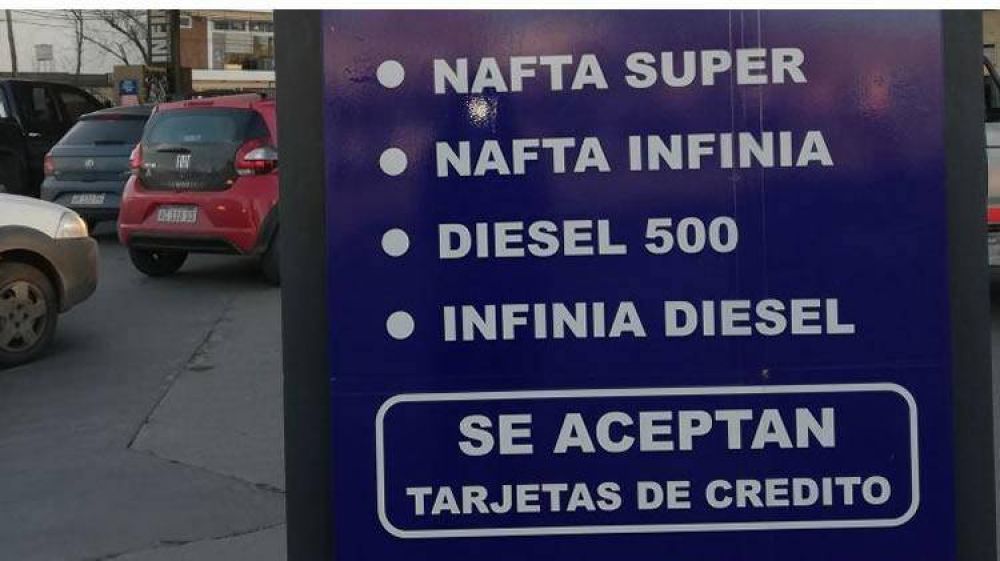 NAFTA SUPER
NAFTA INFINIA
DIESEL 500
INFINIA DIESEL
SE ACEPTAN
TARJETAS DE CREDITO